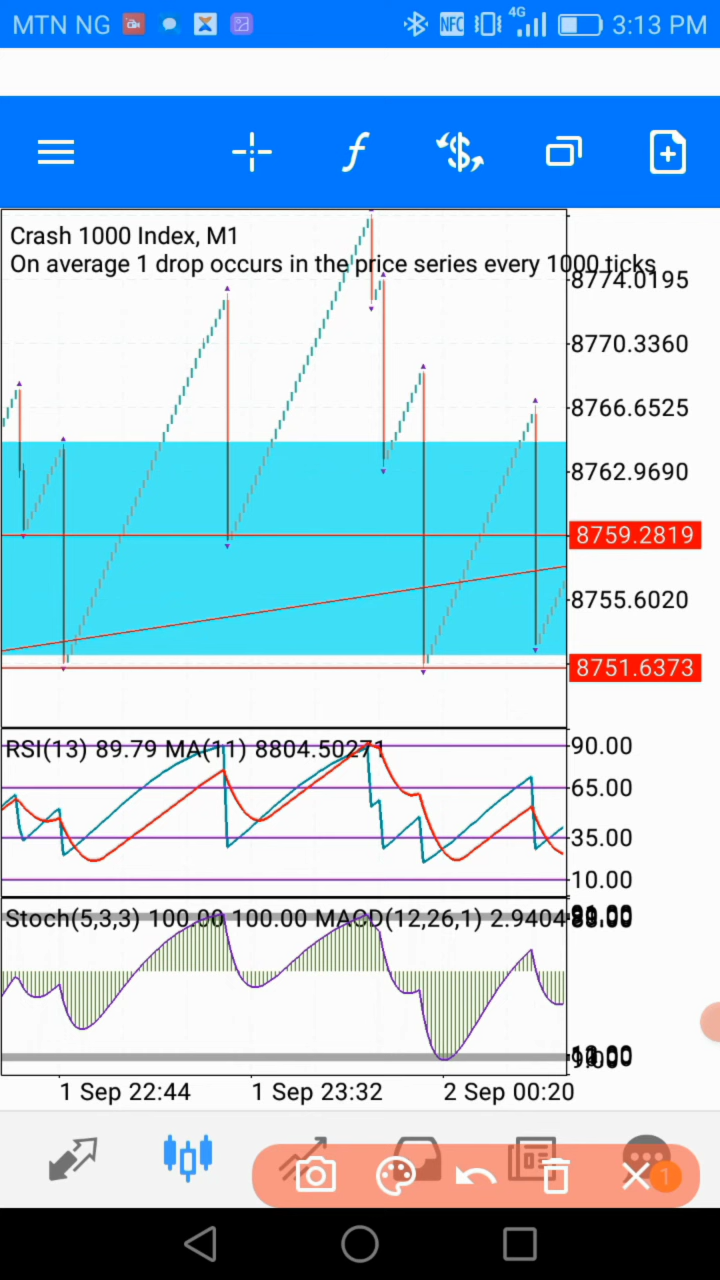 MTN NG NFC 4G 3:13 PM
Crash 1000 Index, M1
On average 1 drop occurs in the price series every 1000 ticks
8774.0195
8770.3360
8766.6525
8762.9690
8759.2819
8755.6020
8751.6373
RSI(13) 89.79 MA(11) 8804.50271
90.00
65.00
35.00
10.00
Stoch(5,3,3) 100.00 100.00 MACD(12,26,1) 2.9404
1 Sep 22:44 1 Sep 23:32 2 Sep 00:20
1